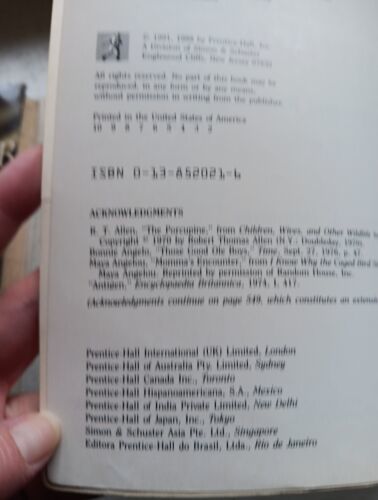 © 1991, 1988 by Prentice-Hall, Inc.
A Division of Simon & Schuster
Englewood Cliffs, New Jersey 07632
All rights reserved. No part of this book may be
reproduced, in any form or by any means,
without permission in writing from the publisher.
Printed in the United States of America
10 9 8 7 6 5 4 3 2
ISBN 0-13-852021-6
ACKNOWLEDGMENTS
R. T. Allen, "The Porcupine," from Children, Wives, and Other Wildlife by
Copyright © 1970 by Robert Thomas Allen (N.Y.: Doubleday, 1970).
Bonnie Angelo, "Those Good Ole Boys," Time, Sept. 27, 1976, p. 47.
Maya Angelou, "Momma's Encounter," from I Know Why the Caged Bird
Maya Angelou. Reprinted by permission of Random House, Inc.
"Antigen," Encyclopaedia Britannica, 1974, I, 417.
(Acknowledgments continue on page 549, which constitutes an
Prentice-Hall International (UK) Limited, London
Prentice-Hall of Australia Pty. Limited, Sydney
Prentice-Hall Canada Inc., Toronto
Prentice-Hall Hispanoamericana, S.A., Mexico
Prentice-Hall of India Private Limited, New Delhi
Prentice-Hall of Japan, Inc., Tokyo
Simon & Schuster Asia Pte. Ltd., Singapore
Editora Prentice-Hall do Brasil, Ltda., Rio de Janeiro